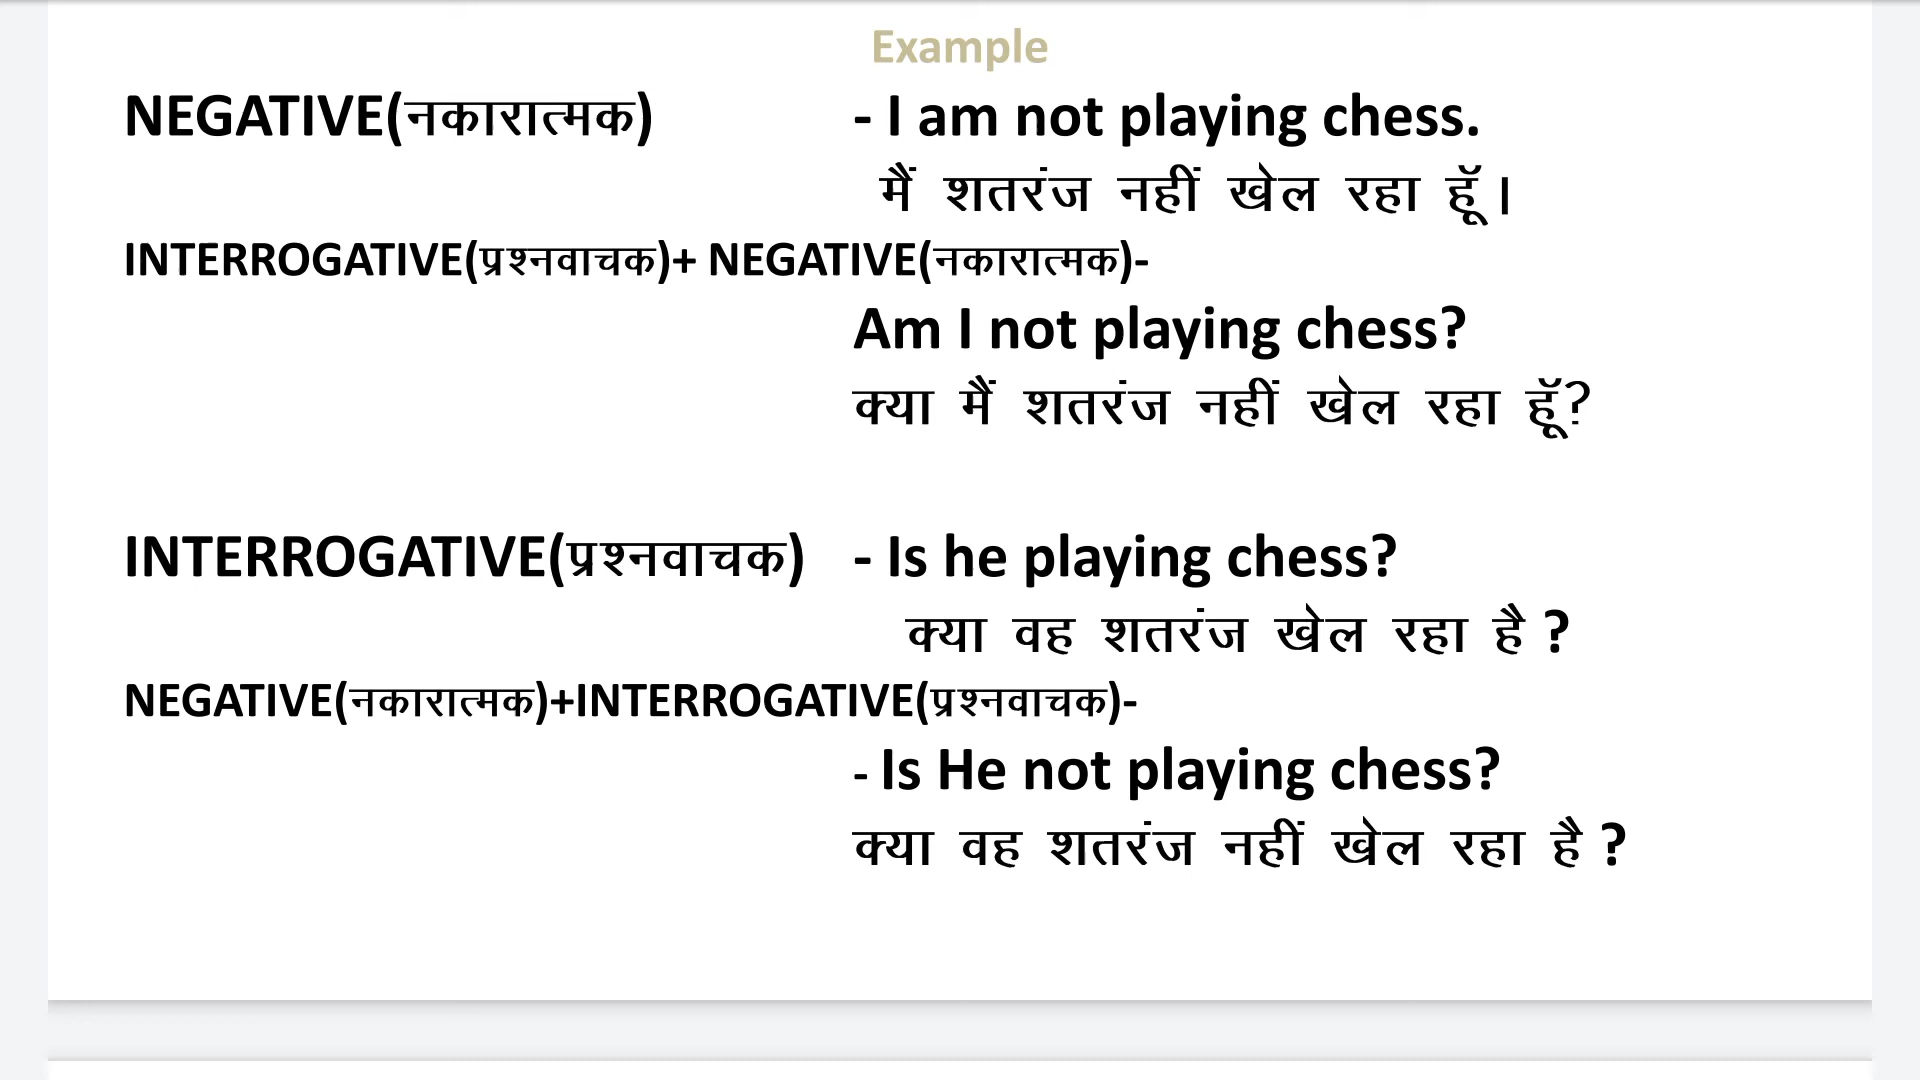 Example
NEGATIVE(नकारात्मक) - I am not playing chess.
मैं शतरंज नहीं खेल रहा हूॅं ।
INTERROGATIVE(प्रश्नवाचक)+ NEGATIVE(नकारात्मक)-
Am I not playing chess?
क्या मैं शतरंज नहीं खेल रहा हूॅं?
INTERROGATIVE(प्रश्नवाचक) - Is he playing chess?
क्या वह शतरंज खेल रहा है ?
NEGATIVE(नकारात्मक)+INTERROGATIVE(प्रश्नवाचक)-
- Is He not playing chess?
क्या वह शतरंज नहीं खेल रहा है ?